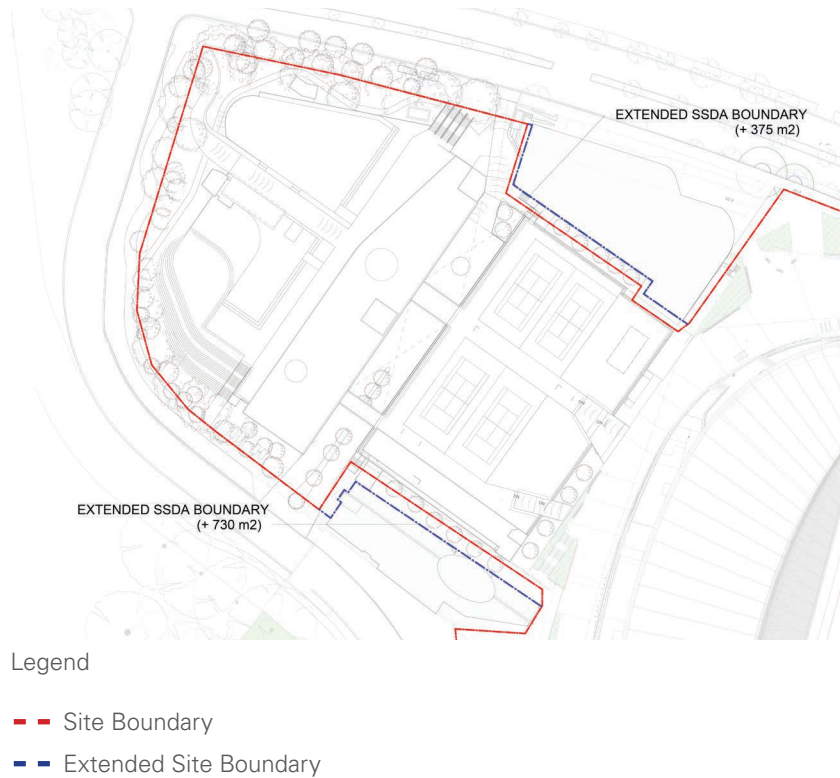 EXTENDED SSDA BOUNDARY
(+ 375 m2)
EXTENDED SSDA BOUNDARY
(+ 730 m2)
Legend
Site Boundary
Extended Site Boundary